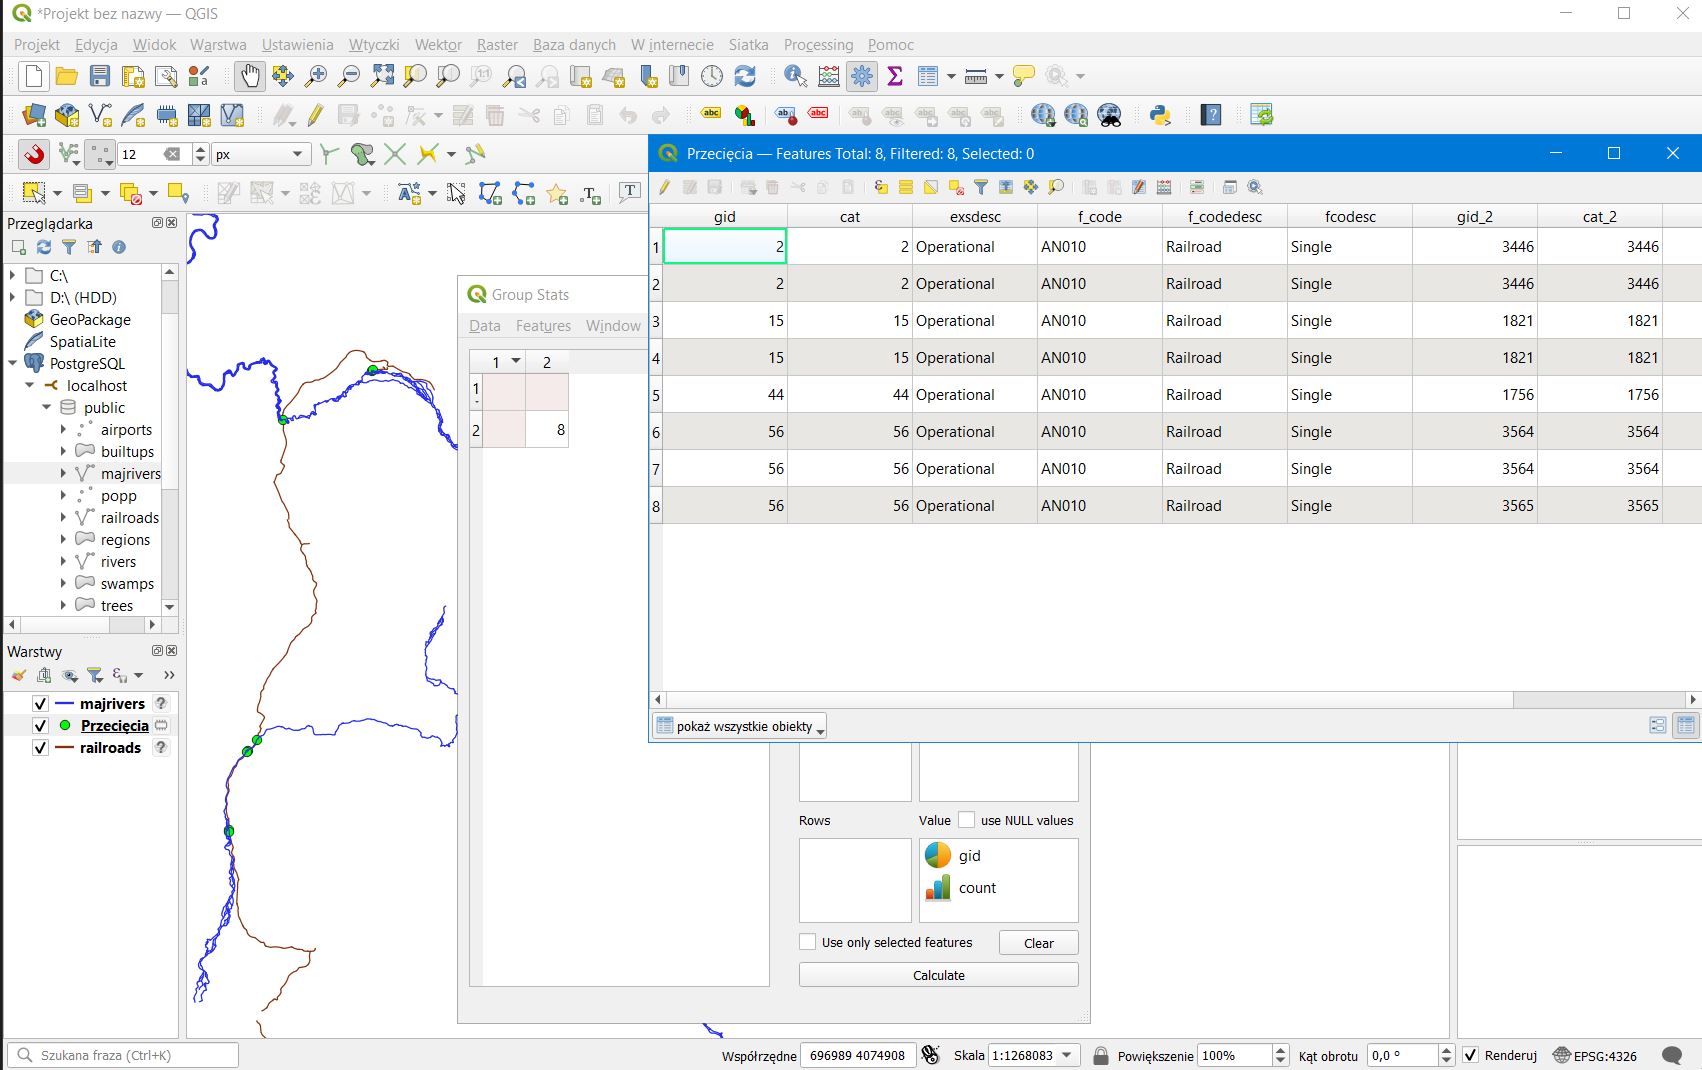 *Projekt bez nazwy — QGIS
Projekt Edycja Widok Warstwa Ustawienia Wtyczki Wektor Raster Baza danych W internecie Siatka Processing Pomoc
12 px
Przecięcia — Features Total: 8, Filtered: 8, Selected: 0
gid cat exsdesc f_code f_codedesc fcodesc gid_2 cat_2
1 2 2 Operational AN010 Railroad Single 3446 3446
2 2 2 Operational AN010 Railroad Single 3446 3446
3 15 15 Operational AN010 Railroad Single 1821 1821
4 15 15 Operational AN010 Railroad Single 1821 1821
5 44 44 Operational AN010 Railroad Single 1756 1756
6 56 56 Operational AN010 Railroad Single 3564 3564
7 56 56 Operational AN010 Railroad Single 3564 3564
8 56 56 Operational AN010 Railroad Single 3565 3565
pokaż wszystkie obiekty
Przeglądarka
C:\
D:\ (HDD)
GeoPackage
SpatiaLite
PostgreSQL
localhost
public
airports
builtups
majrivers
popp
railroads
regions
rivers
swamps
trees
Warstwy
majrivers
Przecięcia
railroads
Group Stats
Data Features Window
1 2
1
2 8
Rows
Value use NULL values
gid
count
Use only selected features Clear
Calculate
Szukana fraza (Ctrl+K) Współrzędne 696989 4074908 Skala 1:1268083 Powiększenie 100% Kąt obrotu 0,0 ° Renderuj EPSG:4326